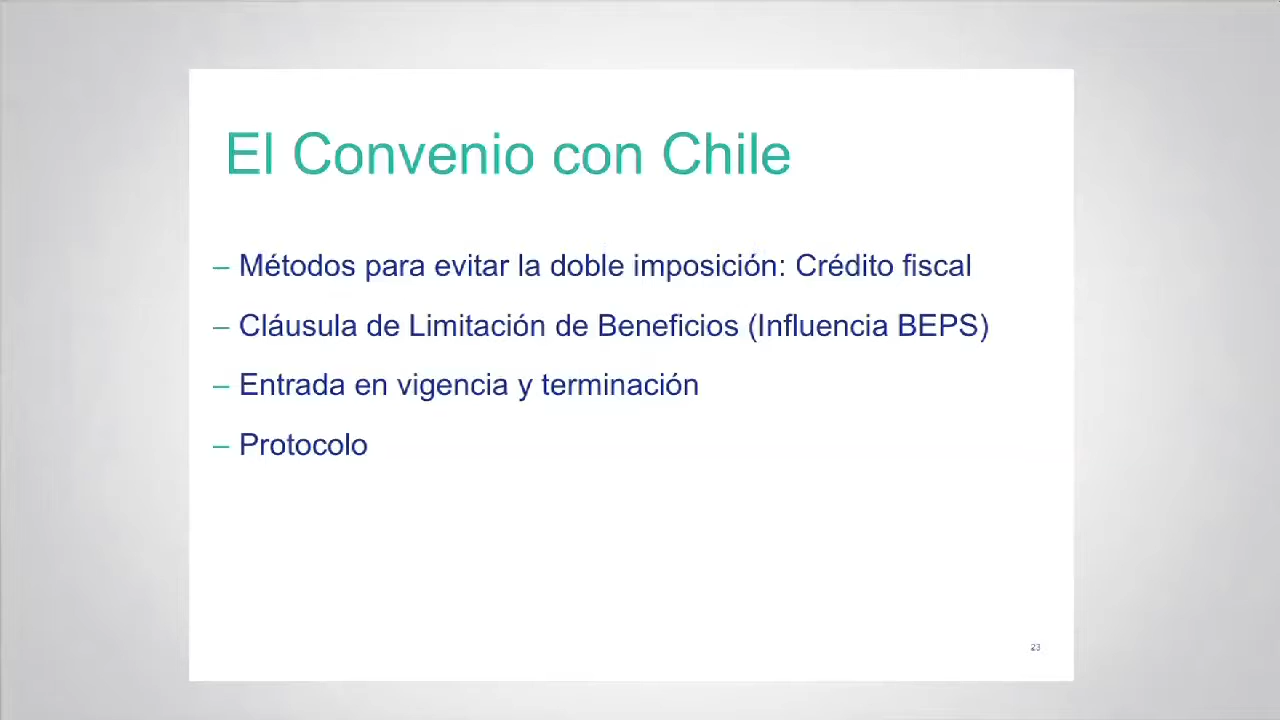 El Convenio con Chile
– Métodos para evitar la doble imposición: Crédito fiscal
– Cláusula de Limitación de Beneficios (Influencia BEPS)
– Entrada en vigencia y terminación
– Protocolo
23